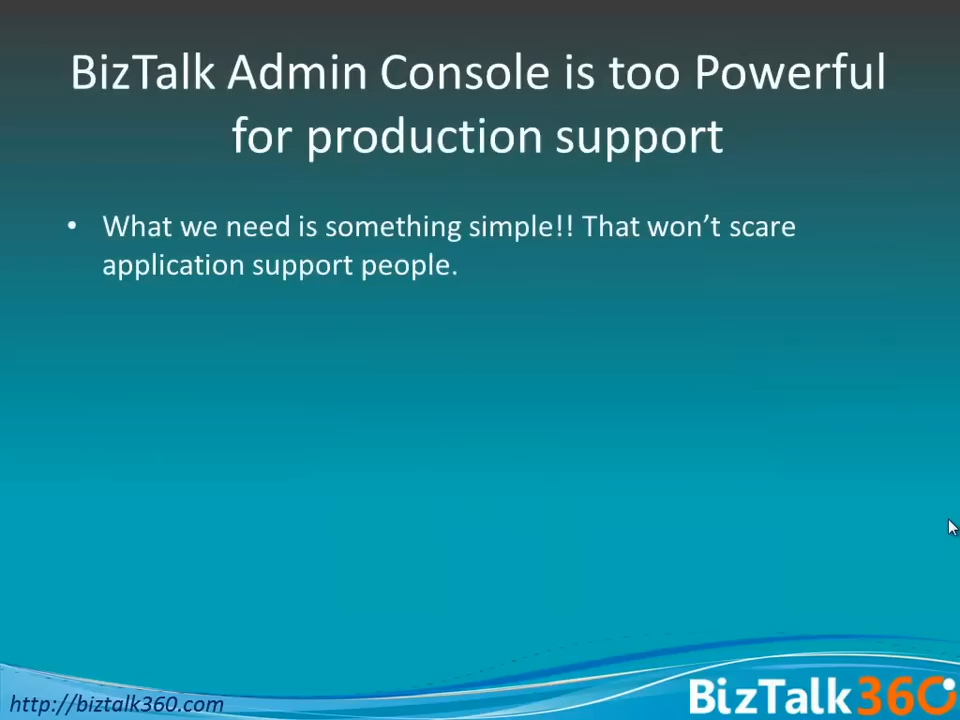 BizTalk Admin Console is too Powerful
for production support
• What we need is something simple!! That won’t scare
application support people.
http://biztalk360.com
BizTalk360